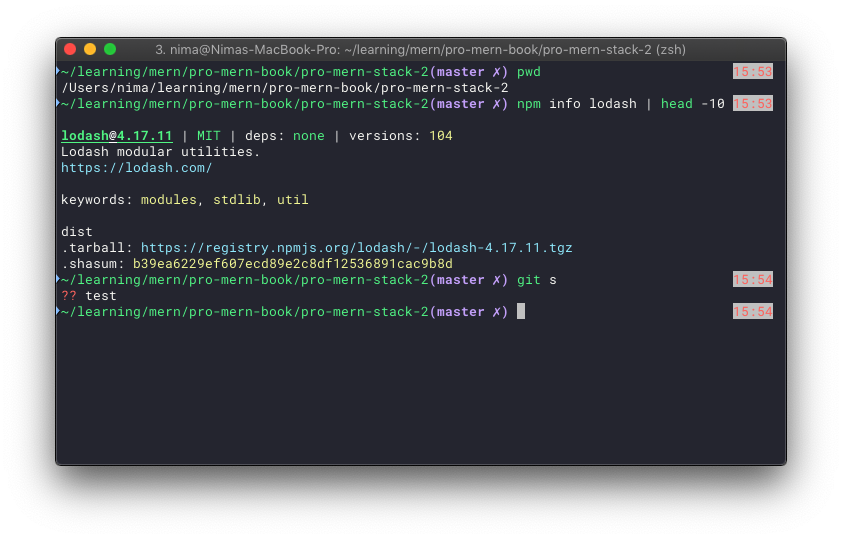 3. nima@Nimas-MacBook-Pro: ~/learning/mern/pro-mern-book/pro-mern-stack-2 (zsh)
~/learning/mern/pro-mern-book/pro-mern-stack-2(master ✗) pwd 15:53
/Users/nima/learning/mern/pro-mern-book/pro-mern-stack-2
~/learning/mern/pro-mern-book/pro-mern-stack-2(master ✗) npm info lodash | head -10 15:53
lodash@4.17.11 | MIT | deps: none | versions: 104
Lodash modular utilities.
https://lodash.com/
keywords: modules, stdlib, util
dist
.tarball: https://registry.npmjs.org/lodash/-/lodash-4.17.11.tgz
.shasum: b39ea6229ef607ecd89e2c8df12536891cac9b8d
~/learning/mern/pro-mern-book/pro-mern-stack-2(master ✗) git s 15:54
?? test
~/learning/mern/pro-mern-book/pro-mern-stack-2(master ✗) 15:54